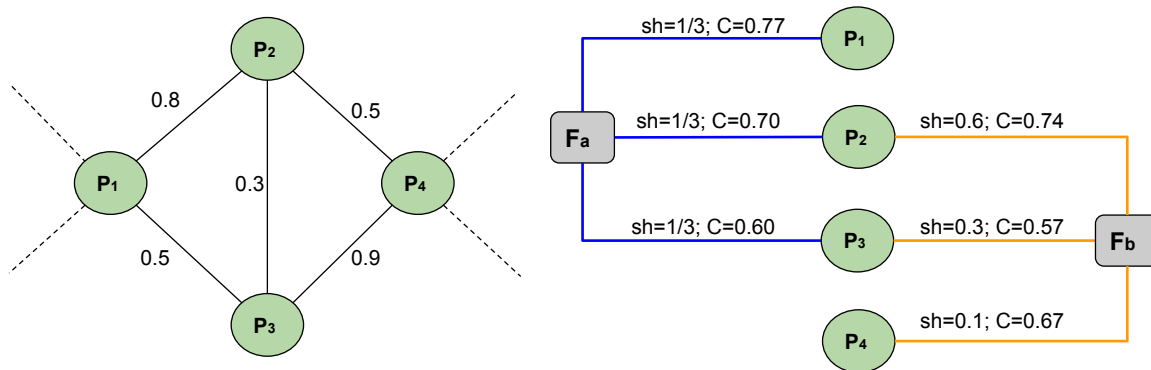 P2
0.8
0.5
P1
0.3
P4
0.5
0.9
P3
sh=1/3; C=0.77
P1
Fa
sh=1/3; C=0.70
P2
sh=0.6; C=0.74
sh=1/3; C=0.60
P3
sh=0.3; C=0.57
Fb
sh=0.1; C=0.67
P4